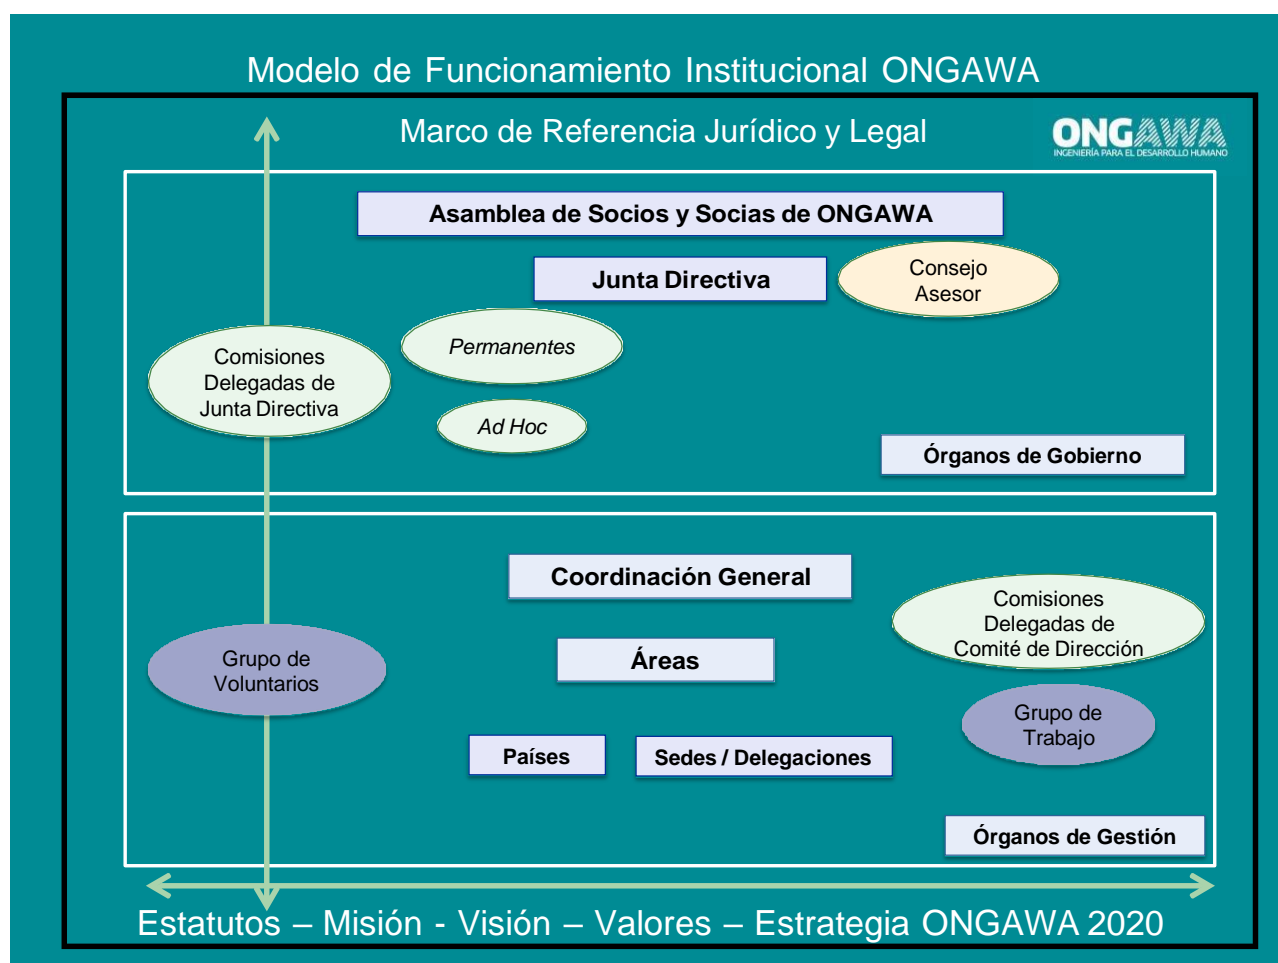 Modelo de Funcionamiento Institucional ONGAWA
Marco de Referencia Jurídico y Legal
ONGAWA
INGENIERÍA PARA EL DESARROLLO HUMANO
Asamblea de Socios y Socias de ONGAWA
Junta Directiva
Consejo
Asesor
Comisiones
Delegadas de
Junta Directiva
Permanentes
Ad Hoc
Órganos de Gobierno
Coordinación General
Comisiones
Delegadas de
Comité de Dirección
Grupo de
Voluntarios
Áreas
Grupo de
Trabajo
Países
Sedes / Delegaciones
Órganos de Gestión
Estatutos – Misión - Visión – Valores – Estrategia ONGAWA 2020